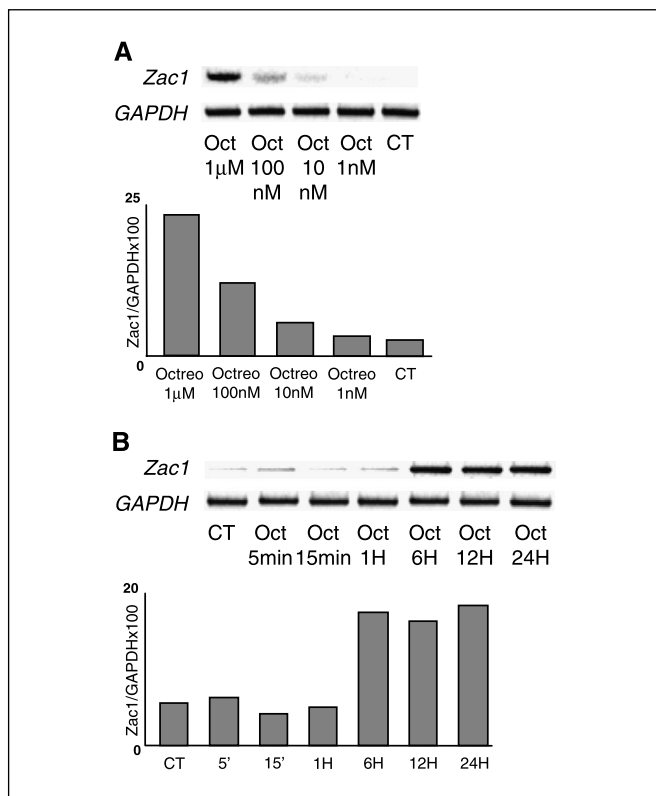 A
Zac1
GAPDH
Oct Oct Oct Oct CT
1μM 100 10 1nM
nM nM
25
Zac1/GAPDHx100
0
Octreo Octreo Octreo Octreo CT
1μM 100nM 10nM 1nM
B
Zac1
GAPDH
CT Oct Oct Oct Oct Oct Oct
5min 15min 1H 6H 12H 24H
20
Zac1/GAPDHx100
0
CT 5' 15' 1H 6H 12H 24H